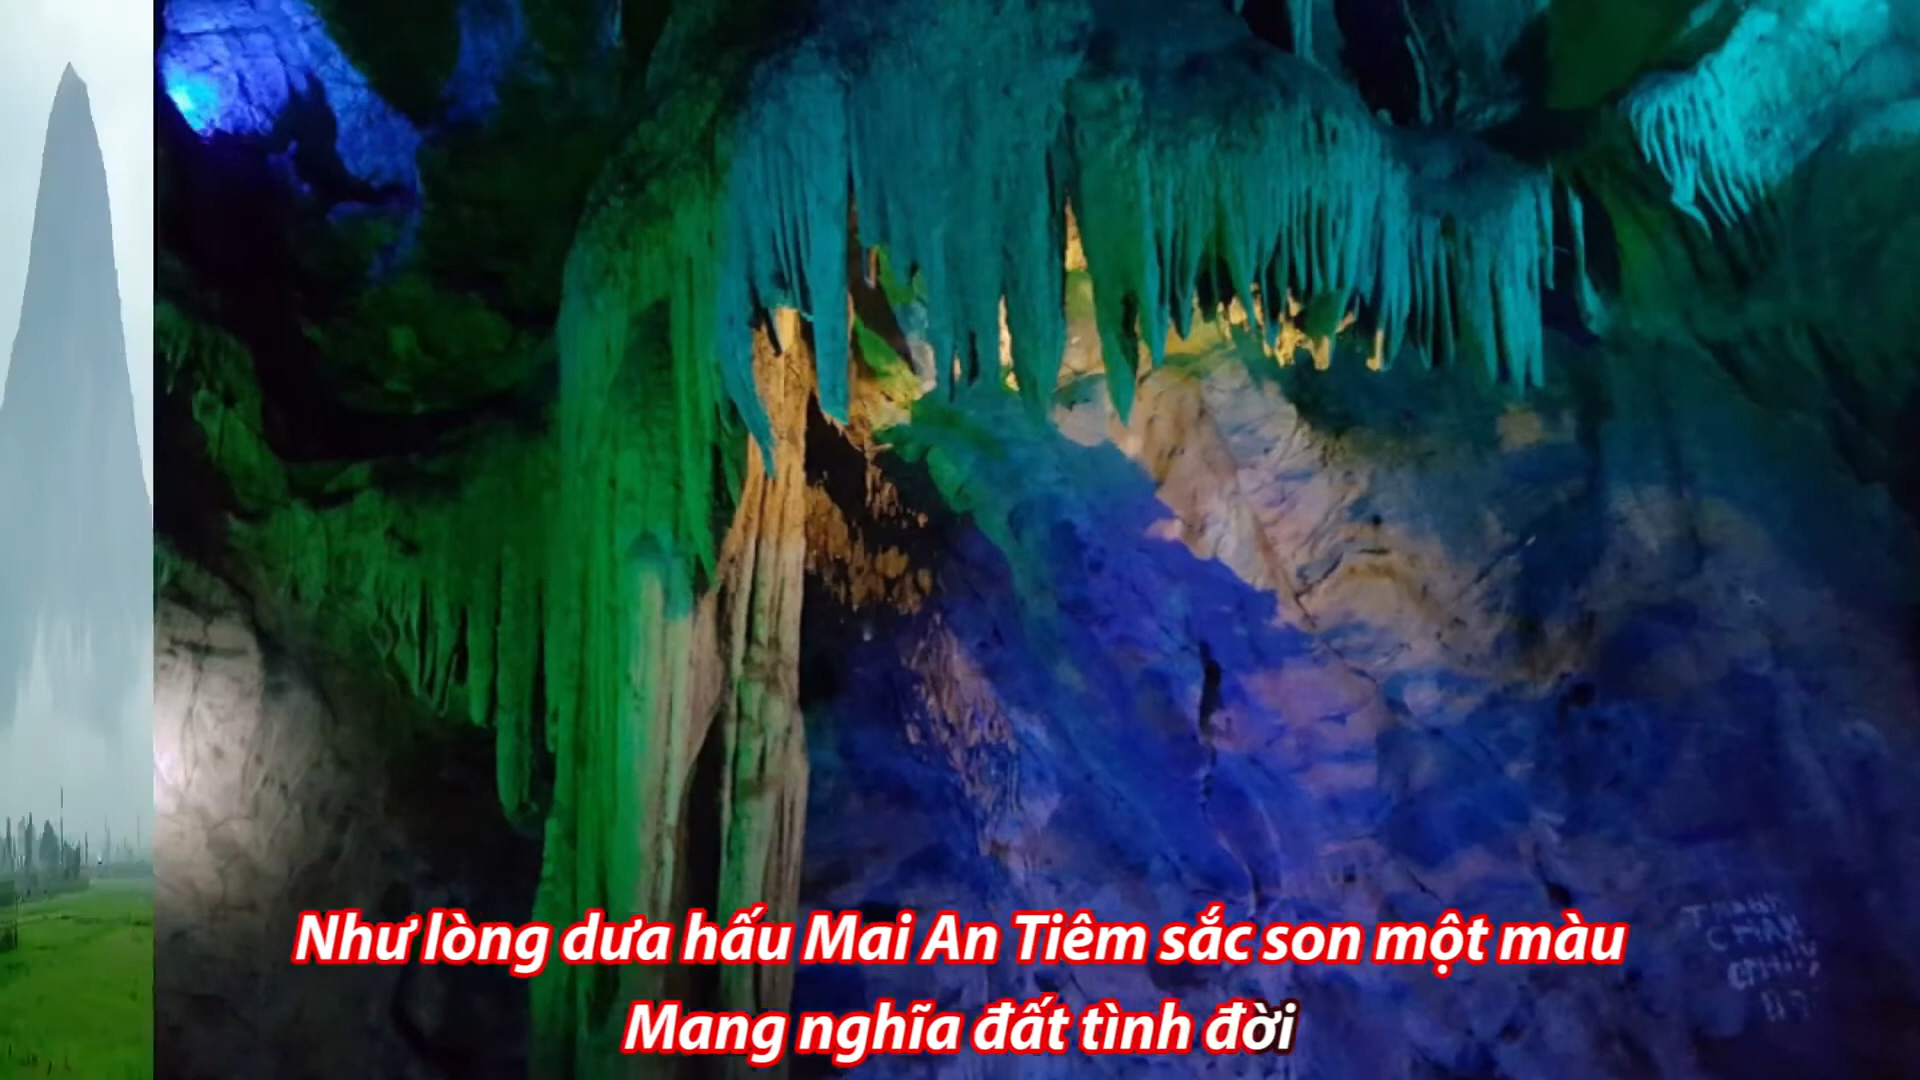 Như lòng dưa hấu Mai An Tiêm sắc son một màu
Mang nghĩa đất tình đời